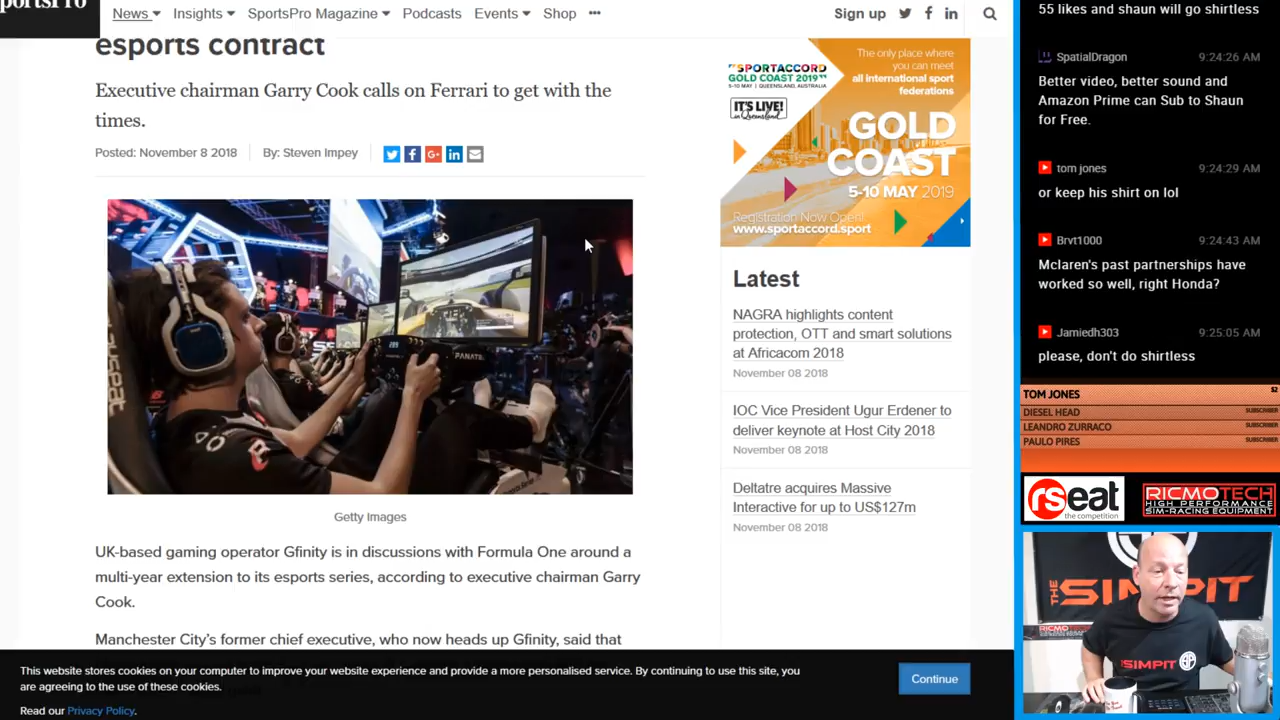 SportsPro
News
Insights
SportsPro Magazine
Podcasts
Events
Shop
•••
Sign up
esports contract
Executive chairman Garry Cook calls on Ferrari to get with the
times.
Posted: November 8 2018
By: Steven Impey
FANATEC
Getty Images
UK-based gaming operator Gfinity is in discussions with Formula One around a
multi-year extension to its esports series, according to executive chairman Garry
Cook.
Manchester City's former chief executive, who now heads up Gfinity, said that
The only place where
you can meet
all international sport
federations
SPORTACCORD
GOLD COAST 2019
5-10 MAY | QUEENSLAND, AUSTRALIA
IT'S LIVE!
in Queensland
GOLD
COAST
5-10 MAY 2019
Registration Now Open!
www.sportaccord.sport
Latest
NAGRA highlights content
protection, OTT and smart solutions
at Africacom 2018
November 08 2018
IOC Vice President Ugur Erdener to
deliver keynote at Host City 2018
November 08 2018
Deltatre acquires Massive
Interactive for up to US$127m
November 08 2018
This website stores cookies on your computer to improve your website experience and provide a more personalised service. By continuing to use this site, you
are agreeing to the use of these cookies.
Read our Privacy Policy.
Continue
55 likes and shaun will go shirtless
SpatialDragon 9:24:26 AM
Better video, better sound and
Amazon Prime can Sub to Shaun
for Free.
tom jones 9:24:29 AM
or keep his shirt on lol
Brvt1000 9:24:43 AM
Mclaren's past partnerships have
worked so well, right Honda?
Jamiedh303 9:25:05 AM
please, don't do shirtless
TOM JONES $2
DIESEL HEAD SUBSCRIBER
LEANDRO ZURRACO SUBSCRIBER
PAULO PIRES SUBSCRIBER
rseat
the competition
RICMOTECH
HIGH PERFORMANCE
SIM-RACING EQUIPMENT
THE SIMPIT
RICMOTECH
THE SIMPIT